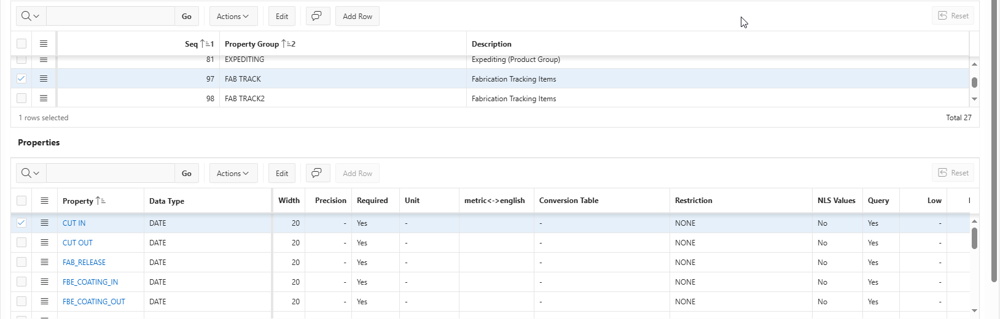 Go Actions Edit Add Row Reset
Seq 1 Property Group 2 Description
81 EXPEDITING Expediting (Product Group)
97 FAB TRACK Fabrication Tracking Items
98 FAB TRACK2 Fabrication Tracking Items
1 rows selected Total 27
Properties
Go Actions Edit Add Row Reset
Property Data Type Width Precision Required Unit metric<->english Conversion Table Restriction NLS Values Query Low
CUT IN DATE 20 - Yes - - NONE No Yes -
CUT OUT DATE 20 - Yes - - NONE No Yes -
FAB_RELEASE DATE 20 - Yes - - NONE No Yes -
FBE_COATING_IN DATE 20 - Yes - - NONE No Yes -
FBE_COATING_OUT DATE 20 - Yes - - NONE No Yes -